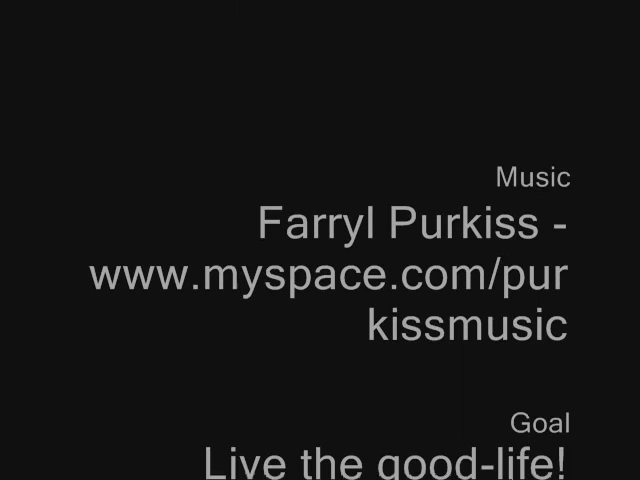 Music
Farryl Purkiss -
www.myspace.com/pur
kissmusic
Goal
Live the good-life!